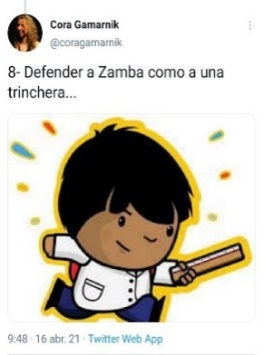 Cora Gamarnik
@coragamarnik
8- Defender a Zamba como a una
trinchera...
9:48 · 16 abr. 21 · Twitter Web App